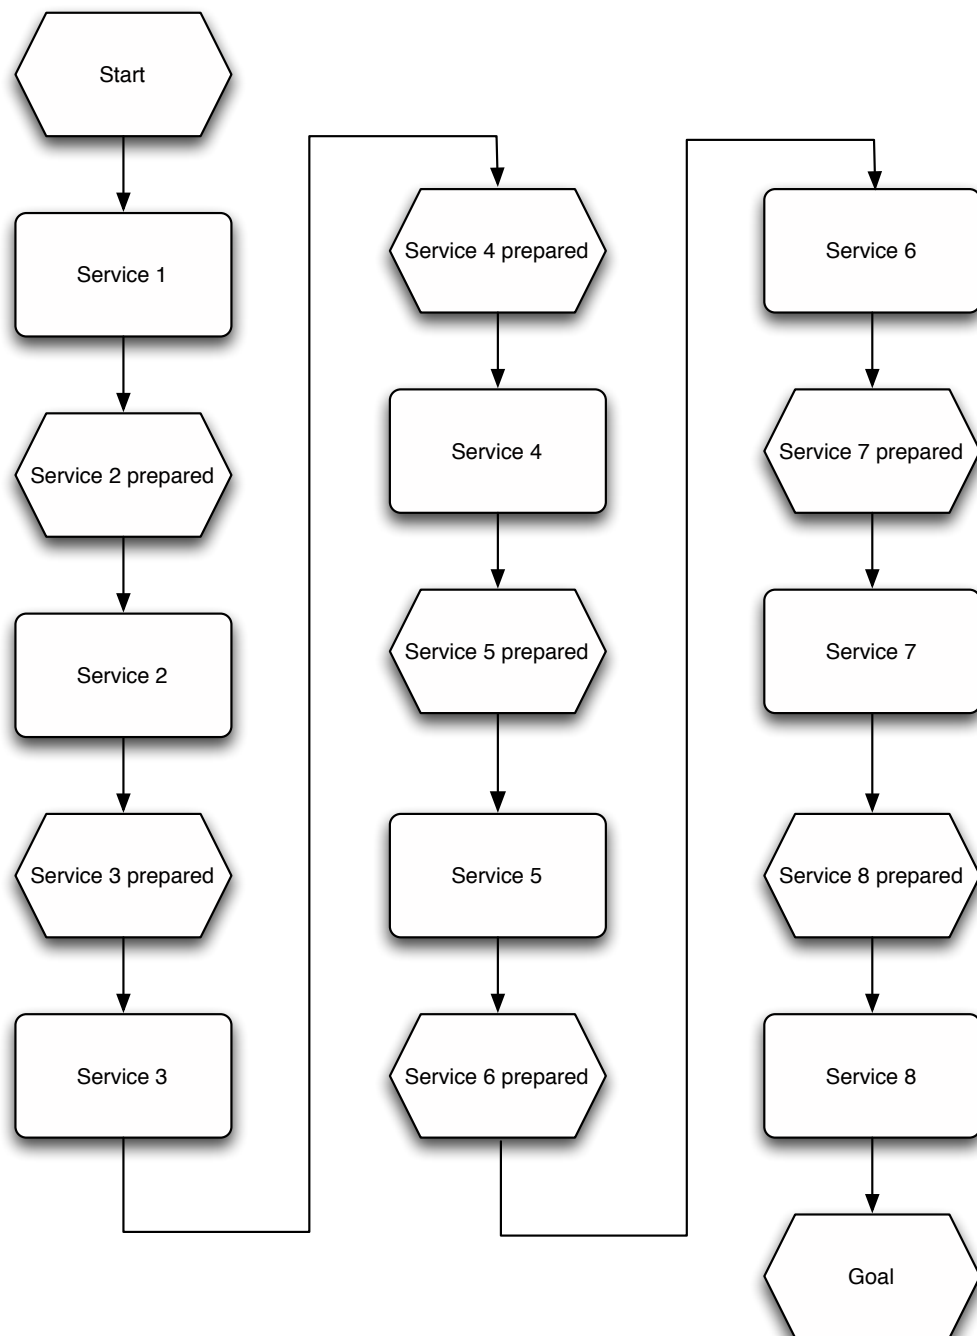 Start
Service 1
Service 2 prepared
Service 2
Service 3 prepared
Service 3
Service 4 prepared
Service 4
Service 5 prepared
Service 5
Service 6 prepared
Service 6
Service 7 prepared
Service 7
Service 8 prepared
Service 8
Goal